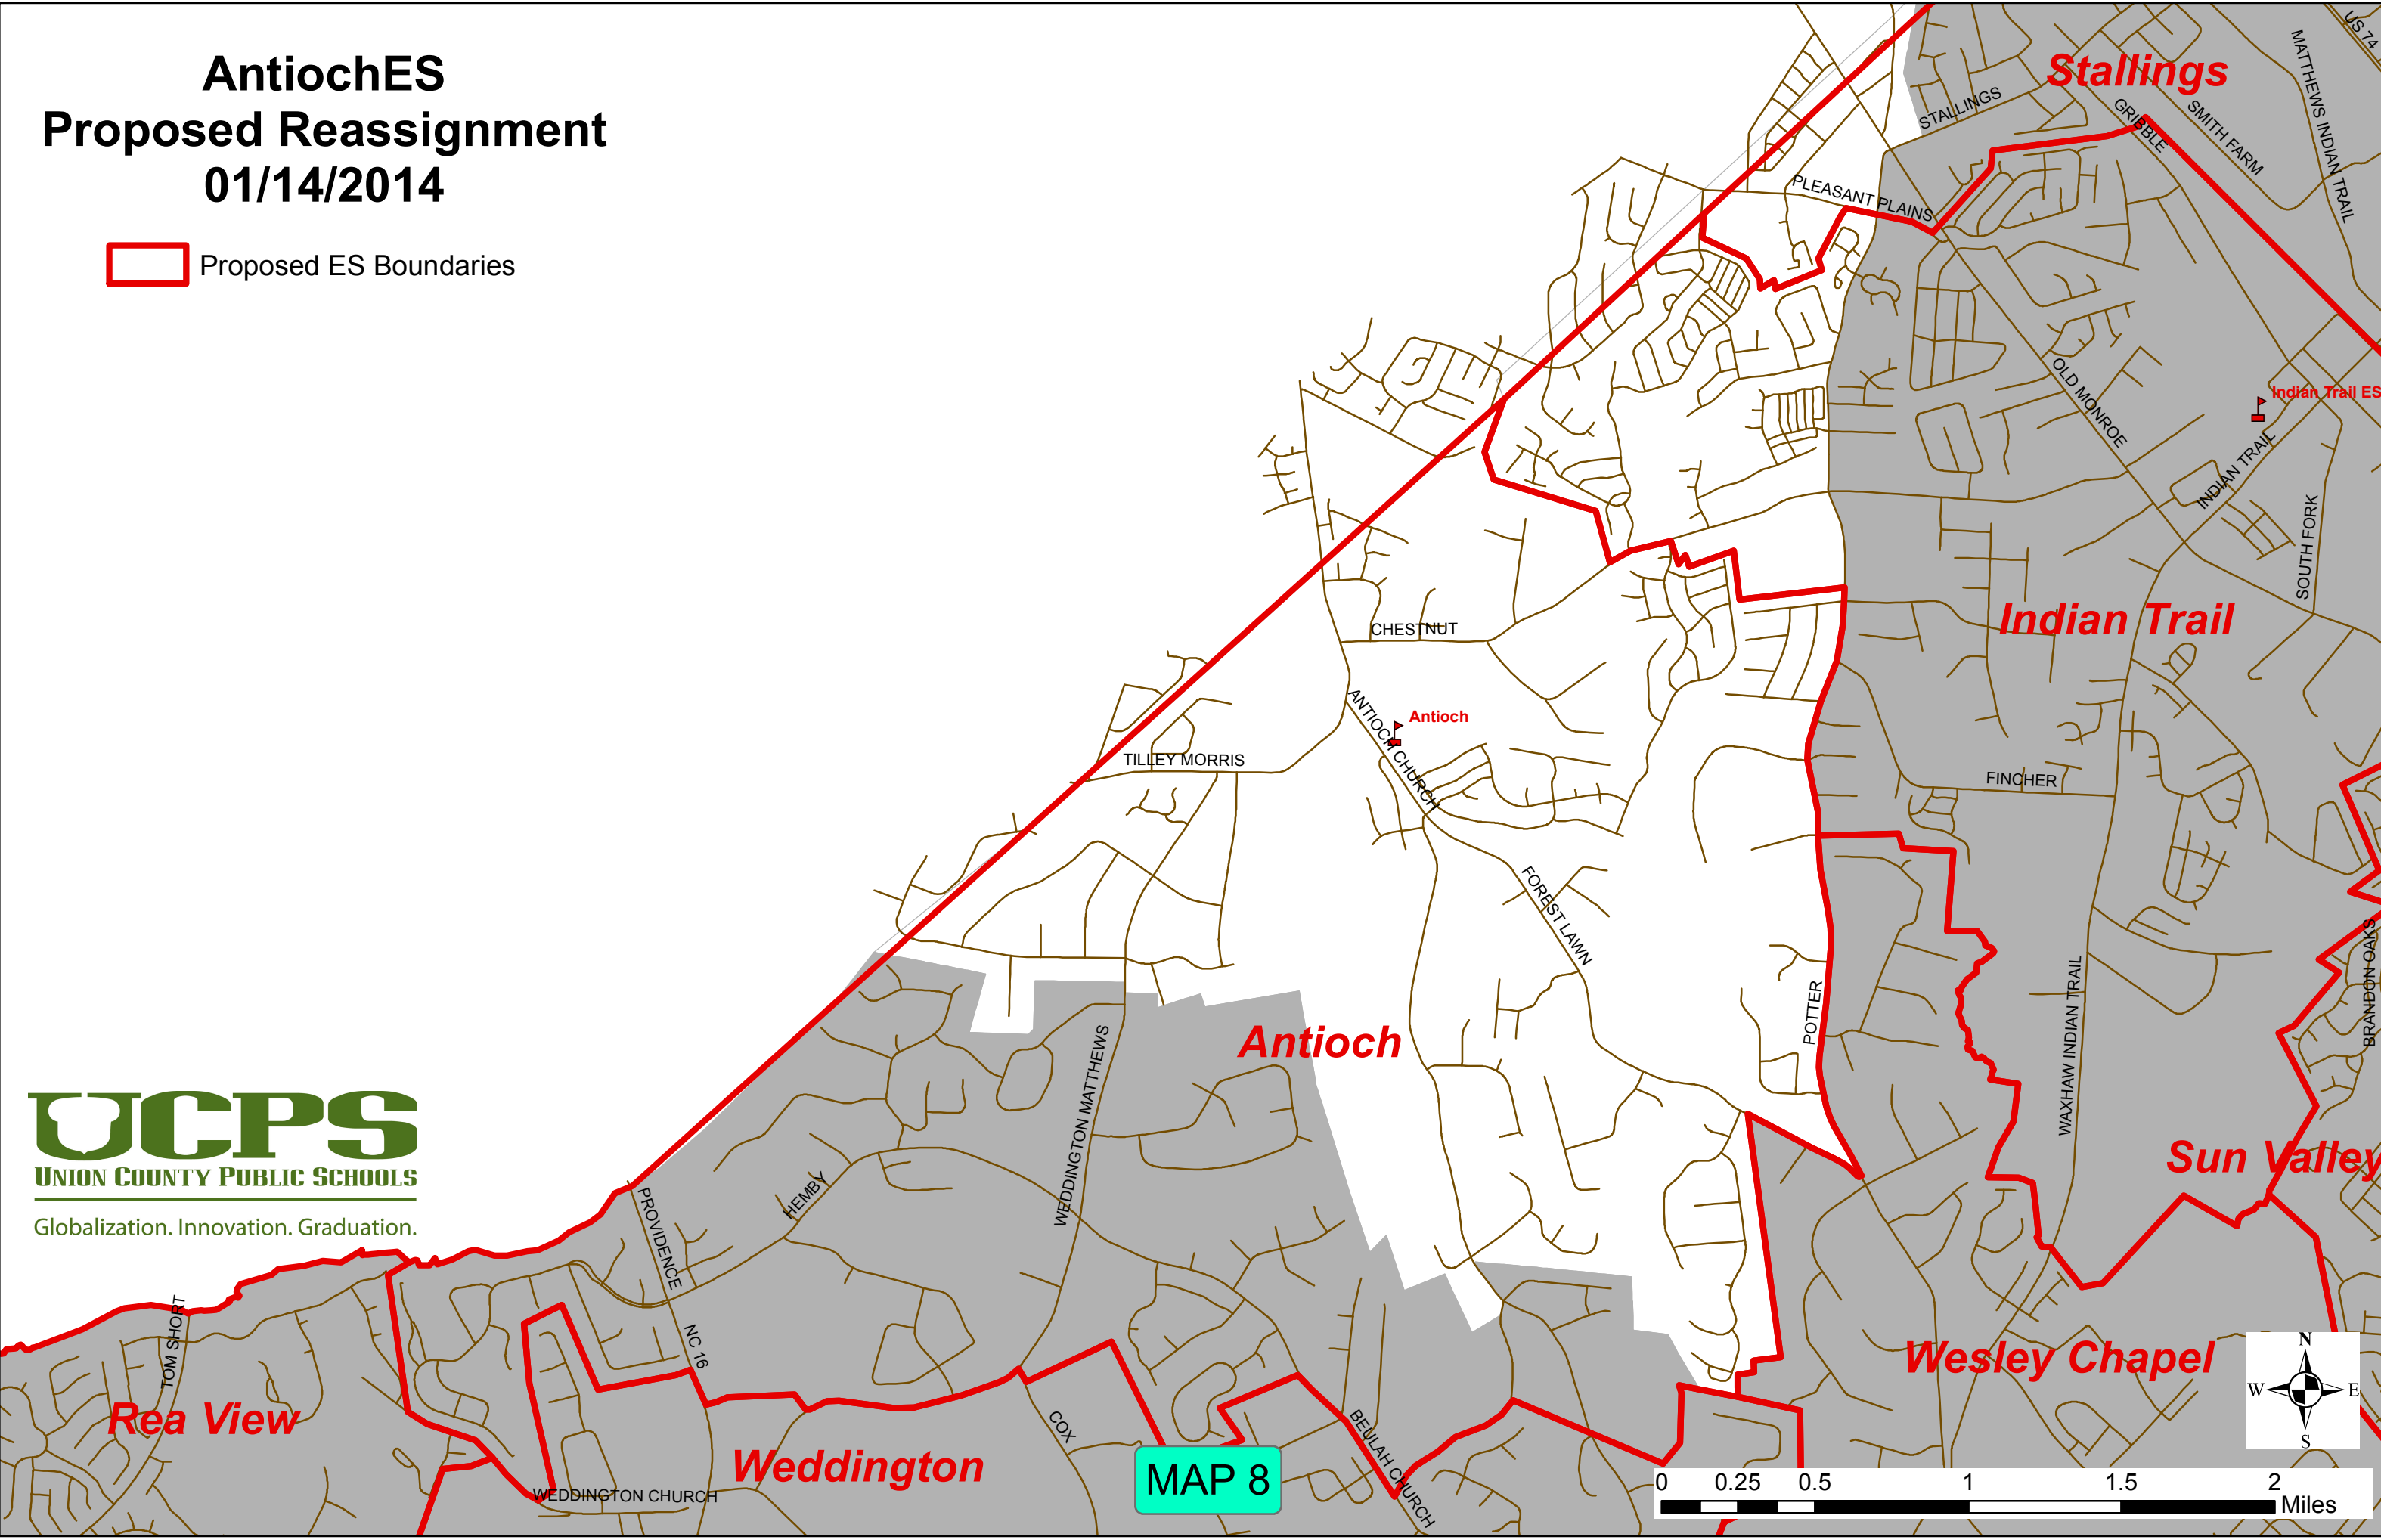 AntiochES
Proposed Reassignment
01/14/2014
Proposed ES Boundaries
US 74
Stallings
MATTHEWS INDIAN TRAIL
STALLINGS
GRIBBLE
SMITH FARM
PLEASANT PLAINS
OLD MONROE
Indian Trail ES
INDIAN TRAIL
SOUTH FORK
Indian Trail
CHESTNUT
ANTIOCH CHURCH
Antioch
TILLEY MORRIS
FINCHER
FOREST LAWN
BRANDON OAKS
POTTER
WAXHAW INDIAN TRAIL
Antioch
WEDDINGTON MATTHEWS
UCPS
UNION COUNTY PUBLIC SCHOOLS
Globalization. Innovation. Graduation.
Sun Valley
HEMBY
PROVIDENCE
TOM SHORT
NC 16
Wesley Chapel
Rea View
COX
BEULAH CHURCH
Weddington
WEDDINGTON CHURCH
MAP 8
N
W E
S
0 0.25 0.5 1 1.5 2
Miles